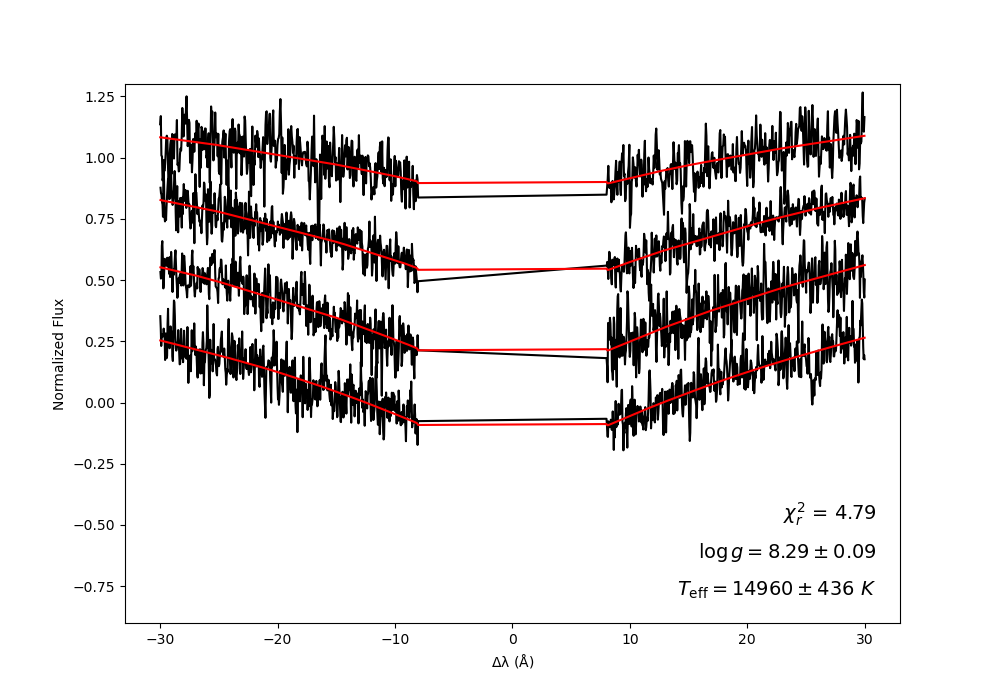 1.25
1.00
0.75
0.50
0.25
0.00
−0.25
−0.50
−0.75
Normalized Flux
χ²ᵣ = 4.79
log g = 8.29 ± 0.09
T_eff = 14960 ± 436 K
−30 −20 −10 0 10 20 30
Δλ (Å)